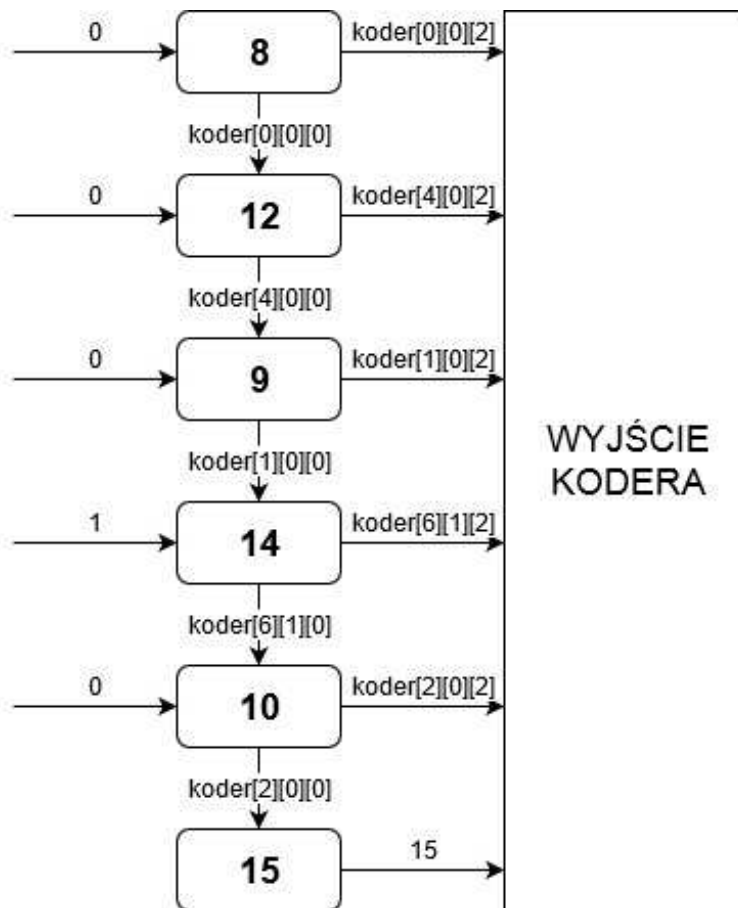 0
8
koder[0][0][2]
koder[0][0][0]
0
12
koder[4][0][2]
koder[4][0][0]
0
9
koder[1][0][2]
koder[1][0][0]
WYJŚCIE
KODERA
1
14
koder[6][1][2]
koder[6][1][0]
0
10
koder[2][0][2]
koder[2][0][0]
15
15